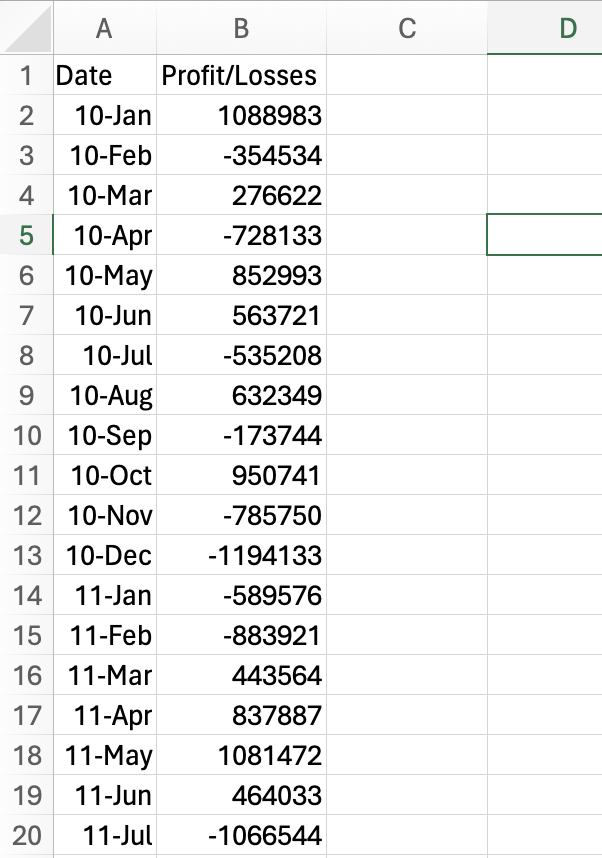 A B C D
1 Date Profit/Losses
2 10-Jan 1088983
3 10-Feb -354534
4 10-Mar 276622
5 10-Apr -728133
6 10-May 852993
7 10-Jun 563721
8 10-Jul -535208
9 10-Aug 632349
10 10-Sep -173744
11 10-Oct 950741
12 10-Nov -785750
13 10-Dec -1194133
14 11-Jan -589576
15 11-Feb -883921
16 11-Mar 443564
17 11-Apr 837887
18 11-May 1081472
19 11-Jun 464033
20 11-Jul -1066544